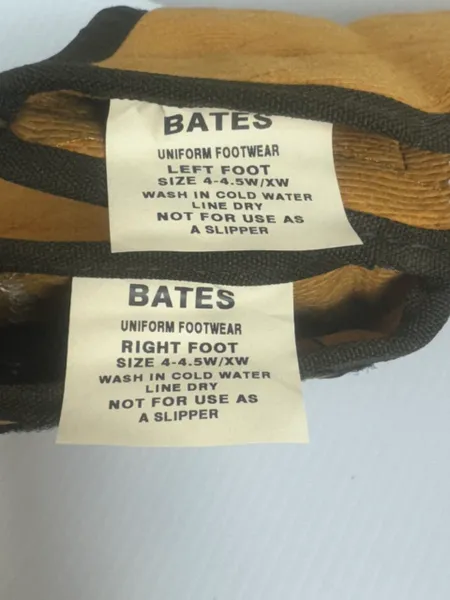 BATES
UNIFORM FOOTWEAR
LEFT FOOT
SIZE 4-4.5W/XW
WASH IN COLD WATER
LINE DRY
NOT FOR USE AS
A SLIPPER
BATES
UNIFORM FOOTWEAR
RIGHT FOOT
SIZE 4-4.5W/XW
WASH IN COLD WATER
LINE DRY
NOT FOR USE AS
A SLIPPER